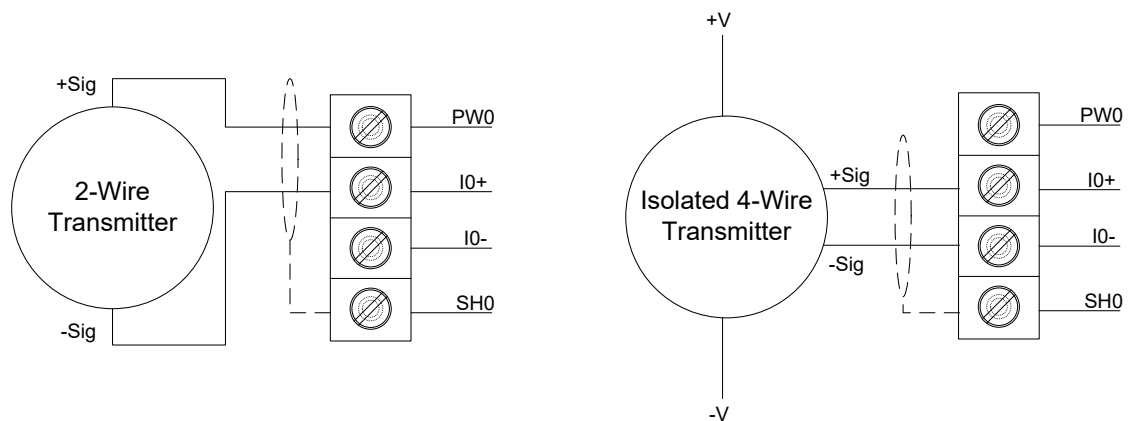 +Sig
2-Wire
Transmitter
-Sig
PW0
I0+
I0-
SH0
+V
Isolated 4-Wire
Transmitter
+Sig
-Sig
-V
PW0
I0+
I0-
SH0